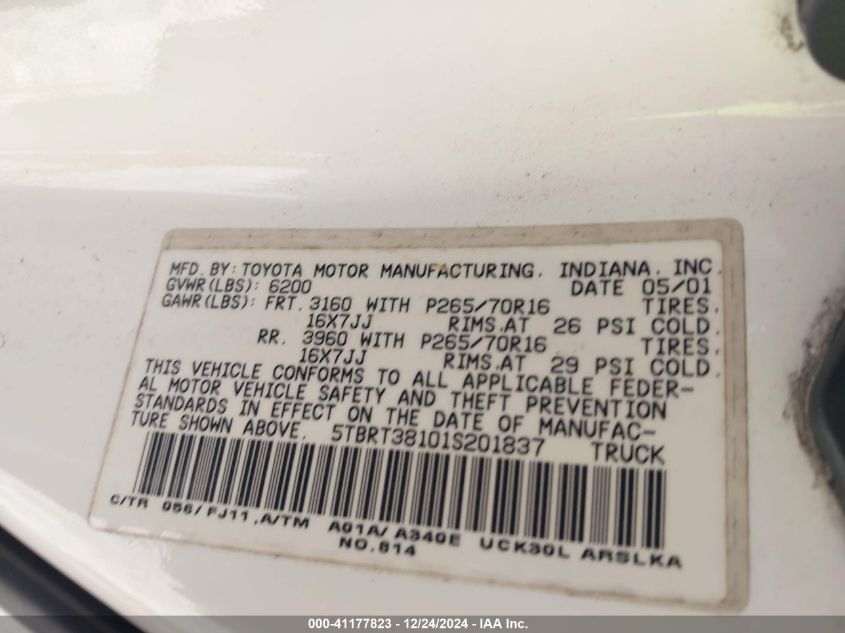 MFD. BY: TOYOTA MOTOR MANUFACTURING, INDIANA, INC.
GVWR(LBS): 6200 DATE 05/01
GAWR(LBS): FRT. 3160 WITH P265/70R16 TIRES.
16X7JJ RIMS.AT 26 PSI COLD.
RR. 3960 WITH P265/70R16 TIRES.
16X7JJ RIMS.AT 29 PSI COLD.
THIS VEHICLE CONFORMS TO ALL APPLICABLE FEDER-
AL MOTOR VEHICLE SAFETY AND THEFT PREVENTION
STANDARDS IN EFFECT ON THE DATE OF MANUFAC-
TURE SHOWN ABOVE. 5TBRT38101S201837 TRUCK
C/TR 056/FJ11,A/TM A01A/A340E UCK30L ARSLKA
NO.814
000-41177823 - 12/24/2024 - IAA Inc.